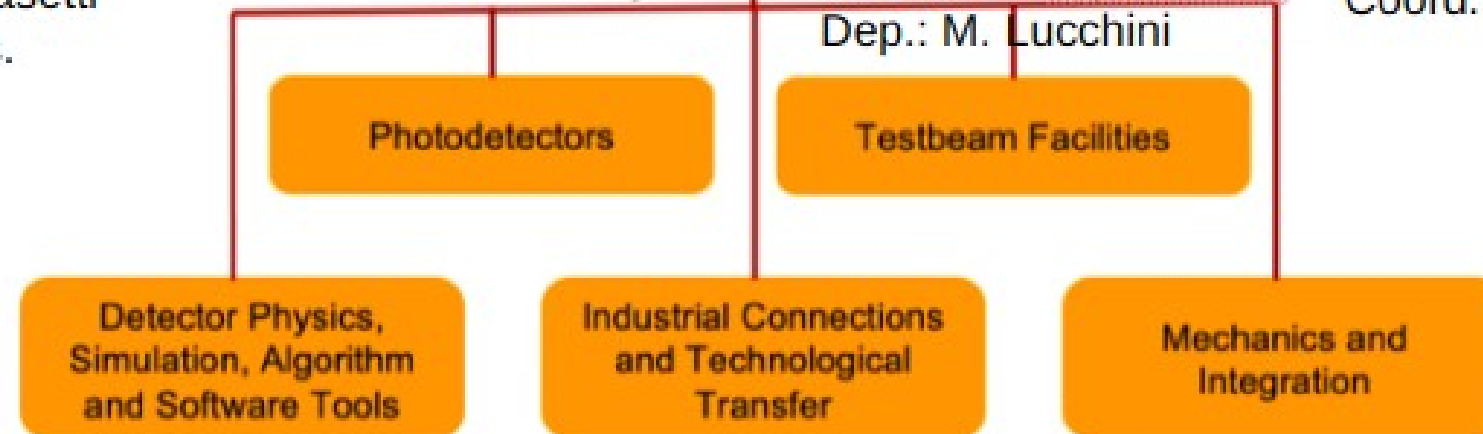 Dep.: M. Lucchini
Photodetectors
Testbeam Facilities
Detector Physics,
Simulation, Algorithm
and Software Tools
Industrial Connections
and Technological
Transfer
Mechanics and
Integration